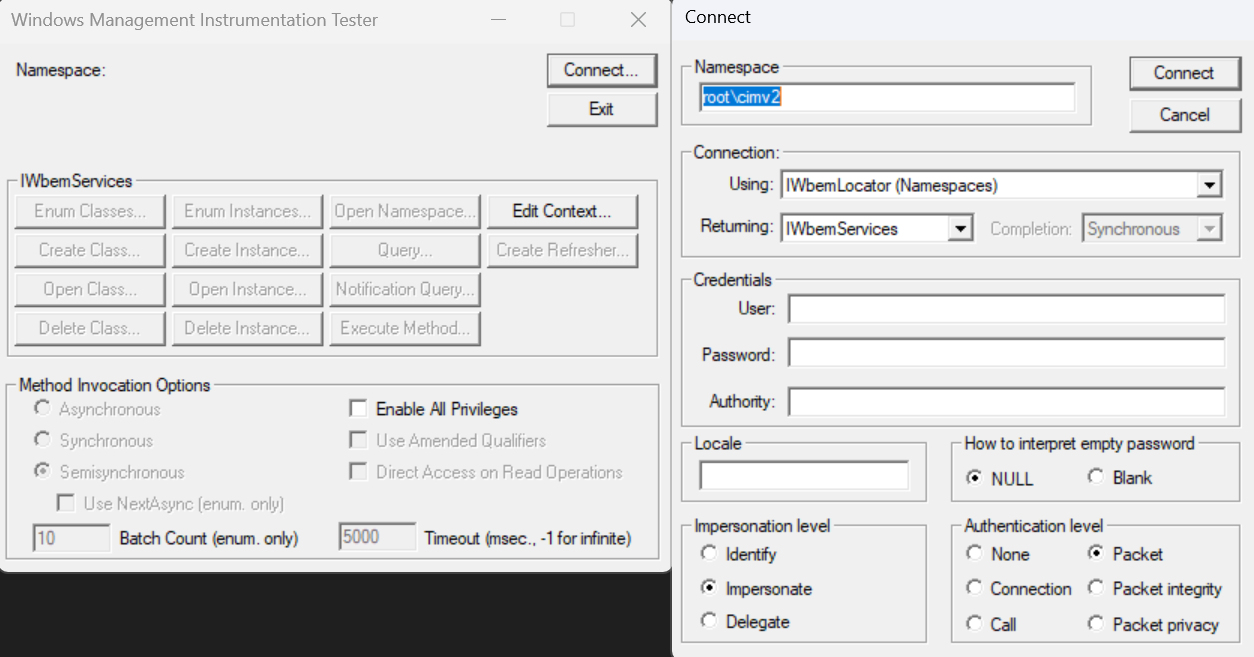 Windows Management Instrumentation Tester
Namespace:
Connect...
Exit
IWbemServices
Enum Classes... Enum Instances... Open Namespace... Edit Context...
Create Class... Create Instance... Query... Create Refresher...
Open Class... Open Instance... Notification Query...
Delete Class... Delete Instance... Execute Method...
Method Invocation Options
Asynchronous Enable All Privileges
Synchronous Use Amended Qualifiers
Semisynchronous Direct Access on Read Operations
Use NextAsync (enum. only)
10 Batch Count (enum. only) 5000 Timeout (msec., -1 for infinite)
Connect
Namespace
root\cimv2
Connect
Cancel
Connection:
Using: IWbemLocator (Namespaces)
Returning: IWbemServices Completion: Synchronous
Credentials
User:
Password:
Authority:
Locale
How to interpret empty password
NULL Blank
Impersonation level
Identify
Impersonate
Delegate
Authentication level
None Packet
Connection Packet integrity
Call Packet privacy